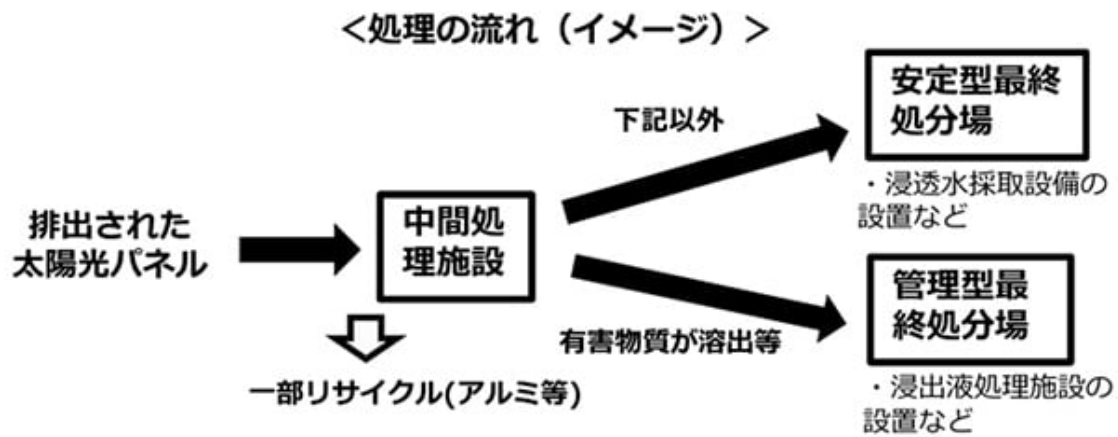 ＜処理の流れ（イメージ）＞
安定型最終
処分場
下記以外
・浸透水採取設備の
設置など
排出された
太陽光パネル
中間処
理施設
管理型最
終処分場
有害物質が溶出等
一部リサイクル(アルミ等)
・浸出液処理施設の
設置など